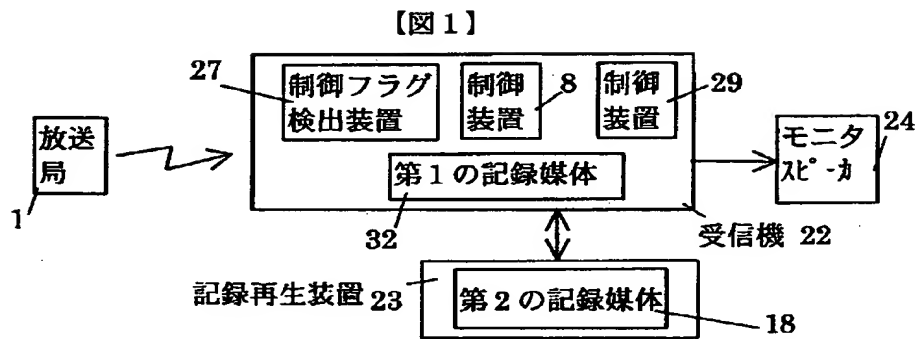 【図1】
27
制御フラグ
検出装置
制御
装置
8
制御
装置
29
放送
局
1
モニタ
スピーカ
24
第1の記録媒体
32
受信機 22
記録再生装置 23
第2の記録媒体
18